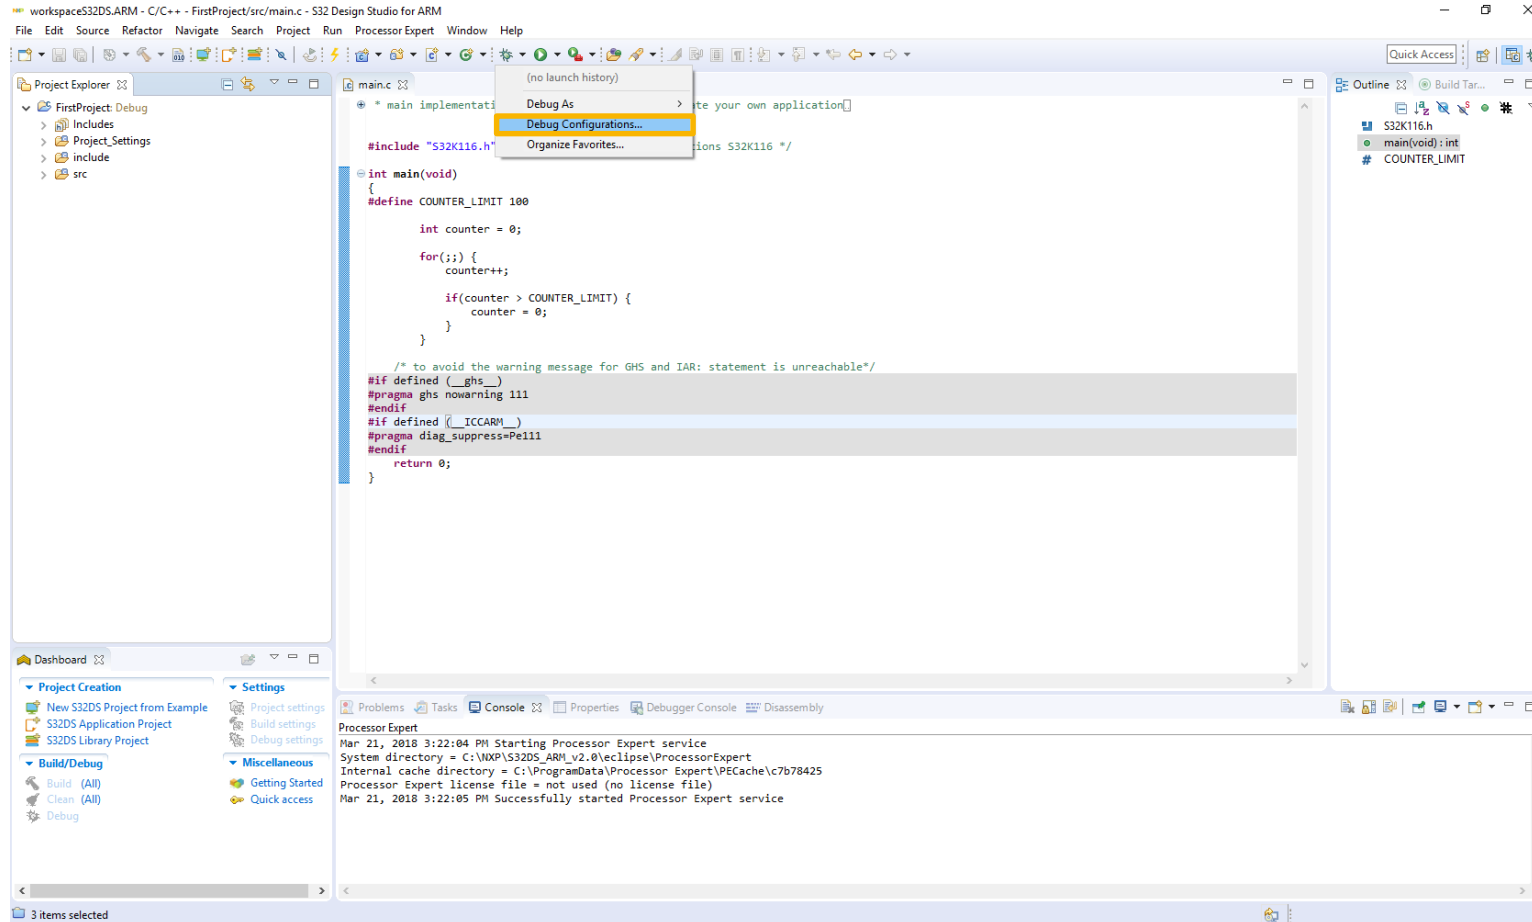 workspaceS32DS.ARM - C/C++ - FirstProject/src/main.c - S32 Design Studio for ARM
File Edit Source Refactor Navigate Search Project Run Processor Expert Window Help
Quick Access
(no launch history)
Debug As
Debug Configurations...
Organize Favorites...
Project Explorer
FirstProject: Debug
Includes
Project_Settings
include
src
main.c
* main implementati
te your own application
#include "S32K116.h"
ions S32K116 */
int main(void)
{
#define COUNTER_LIMIT 100
int counter = 0;
for(;;) {
counter++;
if(counter > COUNTER_LIMIT) {
counter = 0;
}
}
/* to avoid the warning message for GHS and IAR: statement is unreachable*/
#if defined (__ghs__)
#pragma ghs nowarning 111
#endif
#if defined (__ICCARM__)
#pragma diag_suppress=Pe111
#endif
return 0;
}
Outline Build Tar...
S32K116.h
main(void) : int
COUNTER_LIMIT
Dashboard
Project Creation
New S32DS Project from Example
S32DS Application Project
S32DS Library Project
Build/Debug
Build (All)
Clean (All)
Debug
Settings
Project settings
Build settings
Debug settings
Miscellaneous
Getting Started
Quick access
Problems Tasks Console Properties Debugger Console Disassembly
Processor Expert
Mar 21, 2018 3:22:04 PM Starting Processor Expert service
System directory = C:\NXP\S32DS_ARM_v2.0\eclipse\ProcessorExpert
Internal cache directory = C:\ProgramData\Processor Expert\PECache\c7b78425
Processor Expert license file = not used (no license file)
Mar 21, 2018 3:22:05 PM Successfully started Processor Expert service
3 items selected